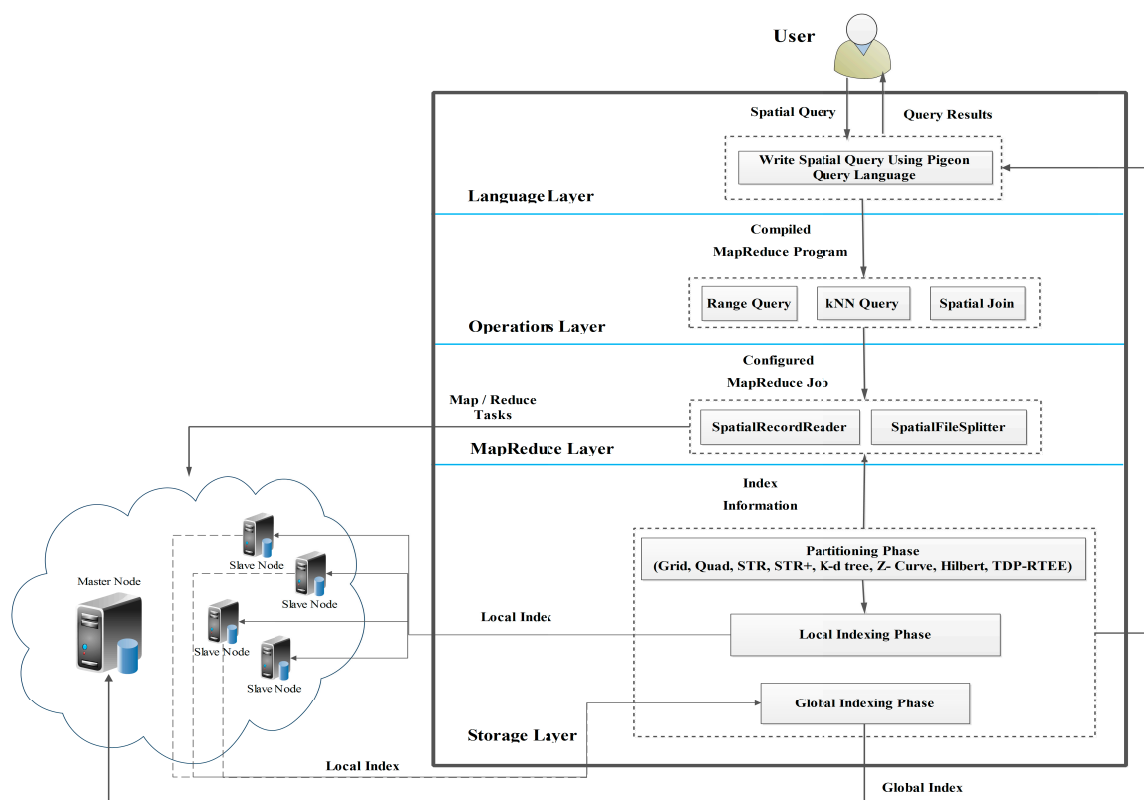 User
Spatial Query
Query Results
Write Spatial Query Using Pigeon
Query Language
Language Layer
Compiled
MapReduce Program
Range Query
kNN Query
Spatial Join
Operations Layer
Configured
MapReduce Job
Map / Reduce
Tasks
SpatialRecordReader
SpatialFileSplitter
MapReduce Layer
Index
Information
Partitioning Phase
(Grid, Quad, STR, STR+, K-d tree, Z- Curve, Hilbert, TDP-RTEE)
Slave Node
Master Node
Slave Node
Local Index
Local Indexing Phase
Slave Node
Slave Node
Global Indexing Phase
Storage Layer
Local Index
Global Index